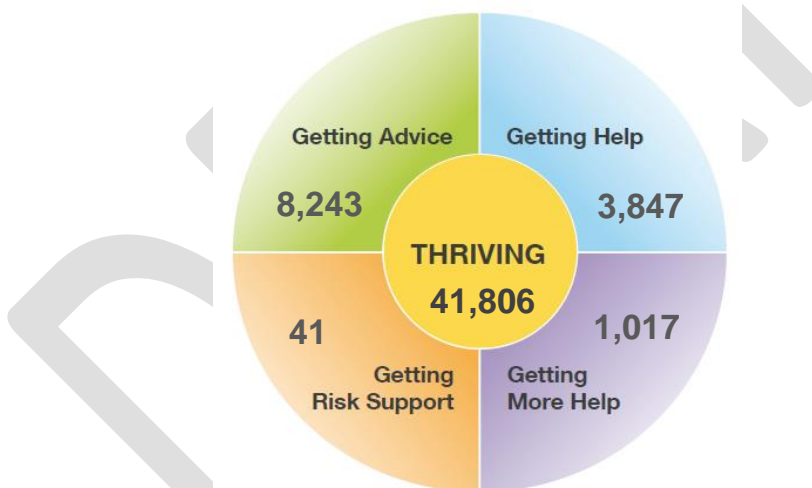 Getting Advice
8,243
Getting Help
3,847
THRIVING
41,806
41
Getting
Risk Support
1,017
Getting
More Help